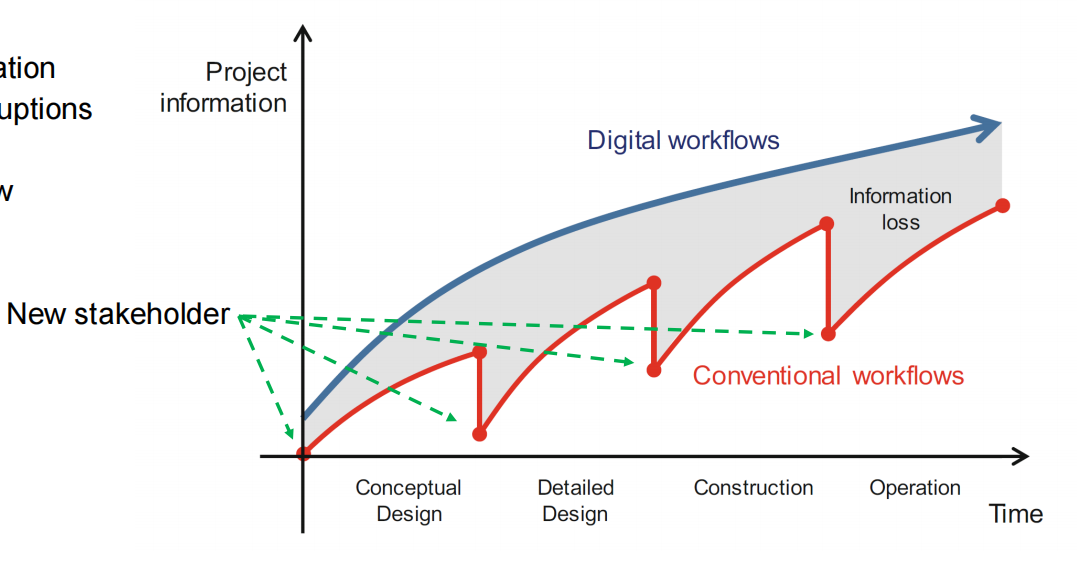 ation
uptions
w
Project
information
Digital workflows
Information
loss
New stakeholder
Conventional workflows
Conceptual
Design
Detailed
Design
Construction
Operation
Time